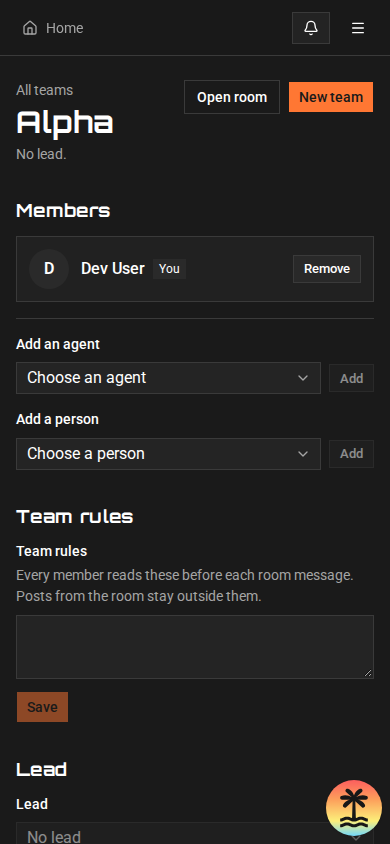 Home
All teams
Open room
New team
Alpha
No lead.
Members
D
Dev User
You
Remove
Add an agent
Choose an agent
Add
Add a person
Choose a person
Add
Team rules
Team rules
Every member reads these before each room message.
Posts from the room stay outside them.
Save
Lead
Lead
No lead